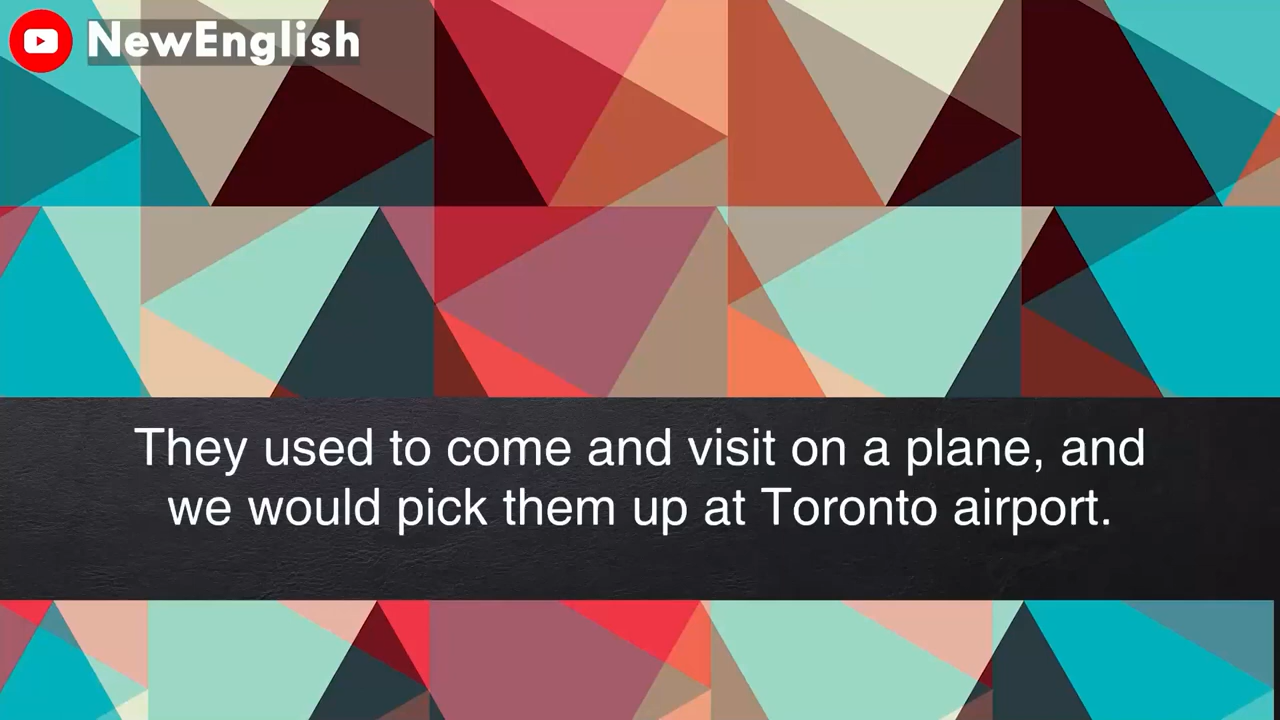 NewEnglish
They used to come and visit on a plane, and
we would pick them up at Toronto airport.